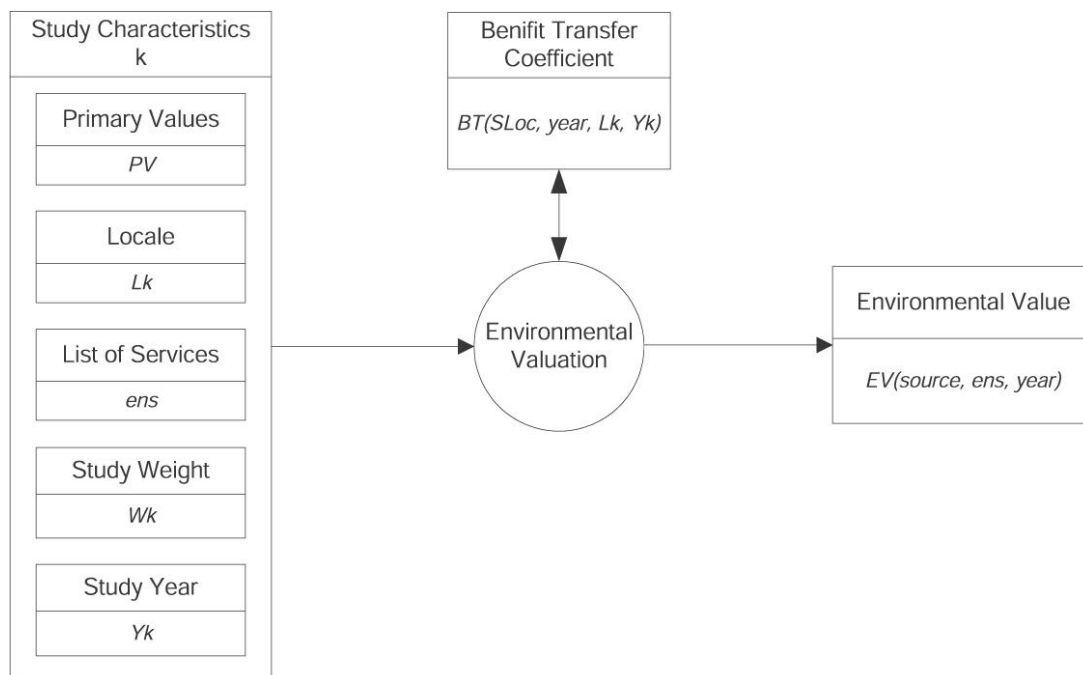 Study Characteristics
k
Primary Values
PV
Locale
Lk
List of Services
ens
Study Weight
Wk
Study Year
Yk
Benifit Transfer
Coefficient
BT(SLoc, year, Lk, Yk)
Environmental
Valuation
Environmental Value
EV(source, ens, year)